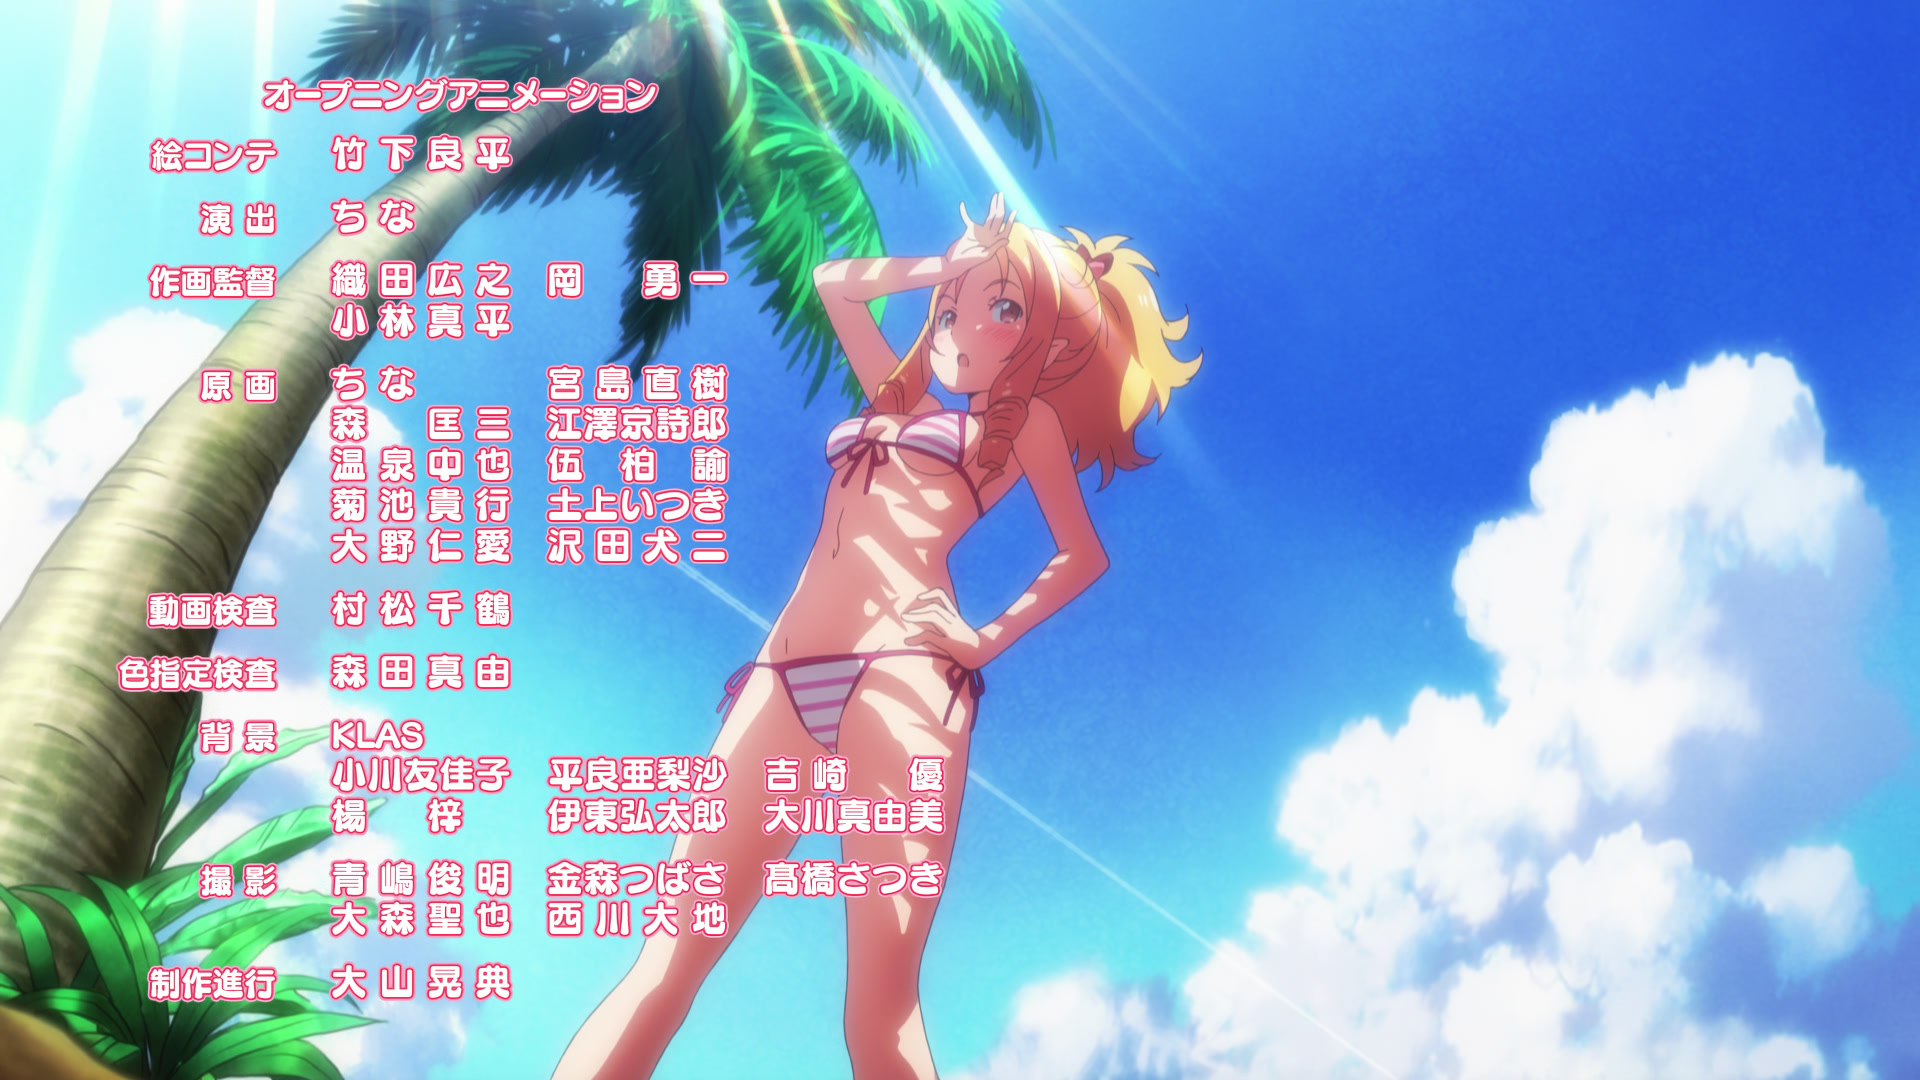 オープニングアニメーション
絵コンテ 竹下良平
演出 ちな
作画監督 織田広之 岡勇一
小林真平
原画 ちな 宮島直樹
森匡三 江澤京詩郎
温泉中也 伍柏諭
菊池貴行 土上いつき
大野仁愛 沢田犬二
動画検査 村松千鶴
色指定検査 森田真由
背景 KLAS
小川友佳子 平良亜梨沙 吉崎優
楊梓 伊東弘太郎 大川真由美
撮影 青嶋俊明 金森つばさ 髙橋さつき
大森聖也 西川大地
制作進行 大山晃典